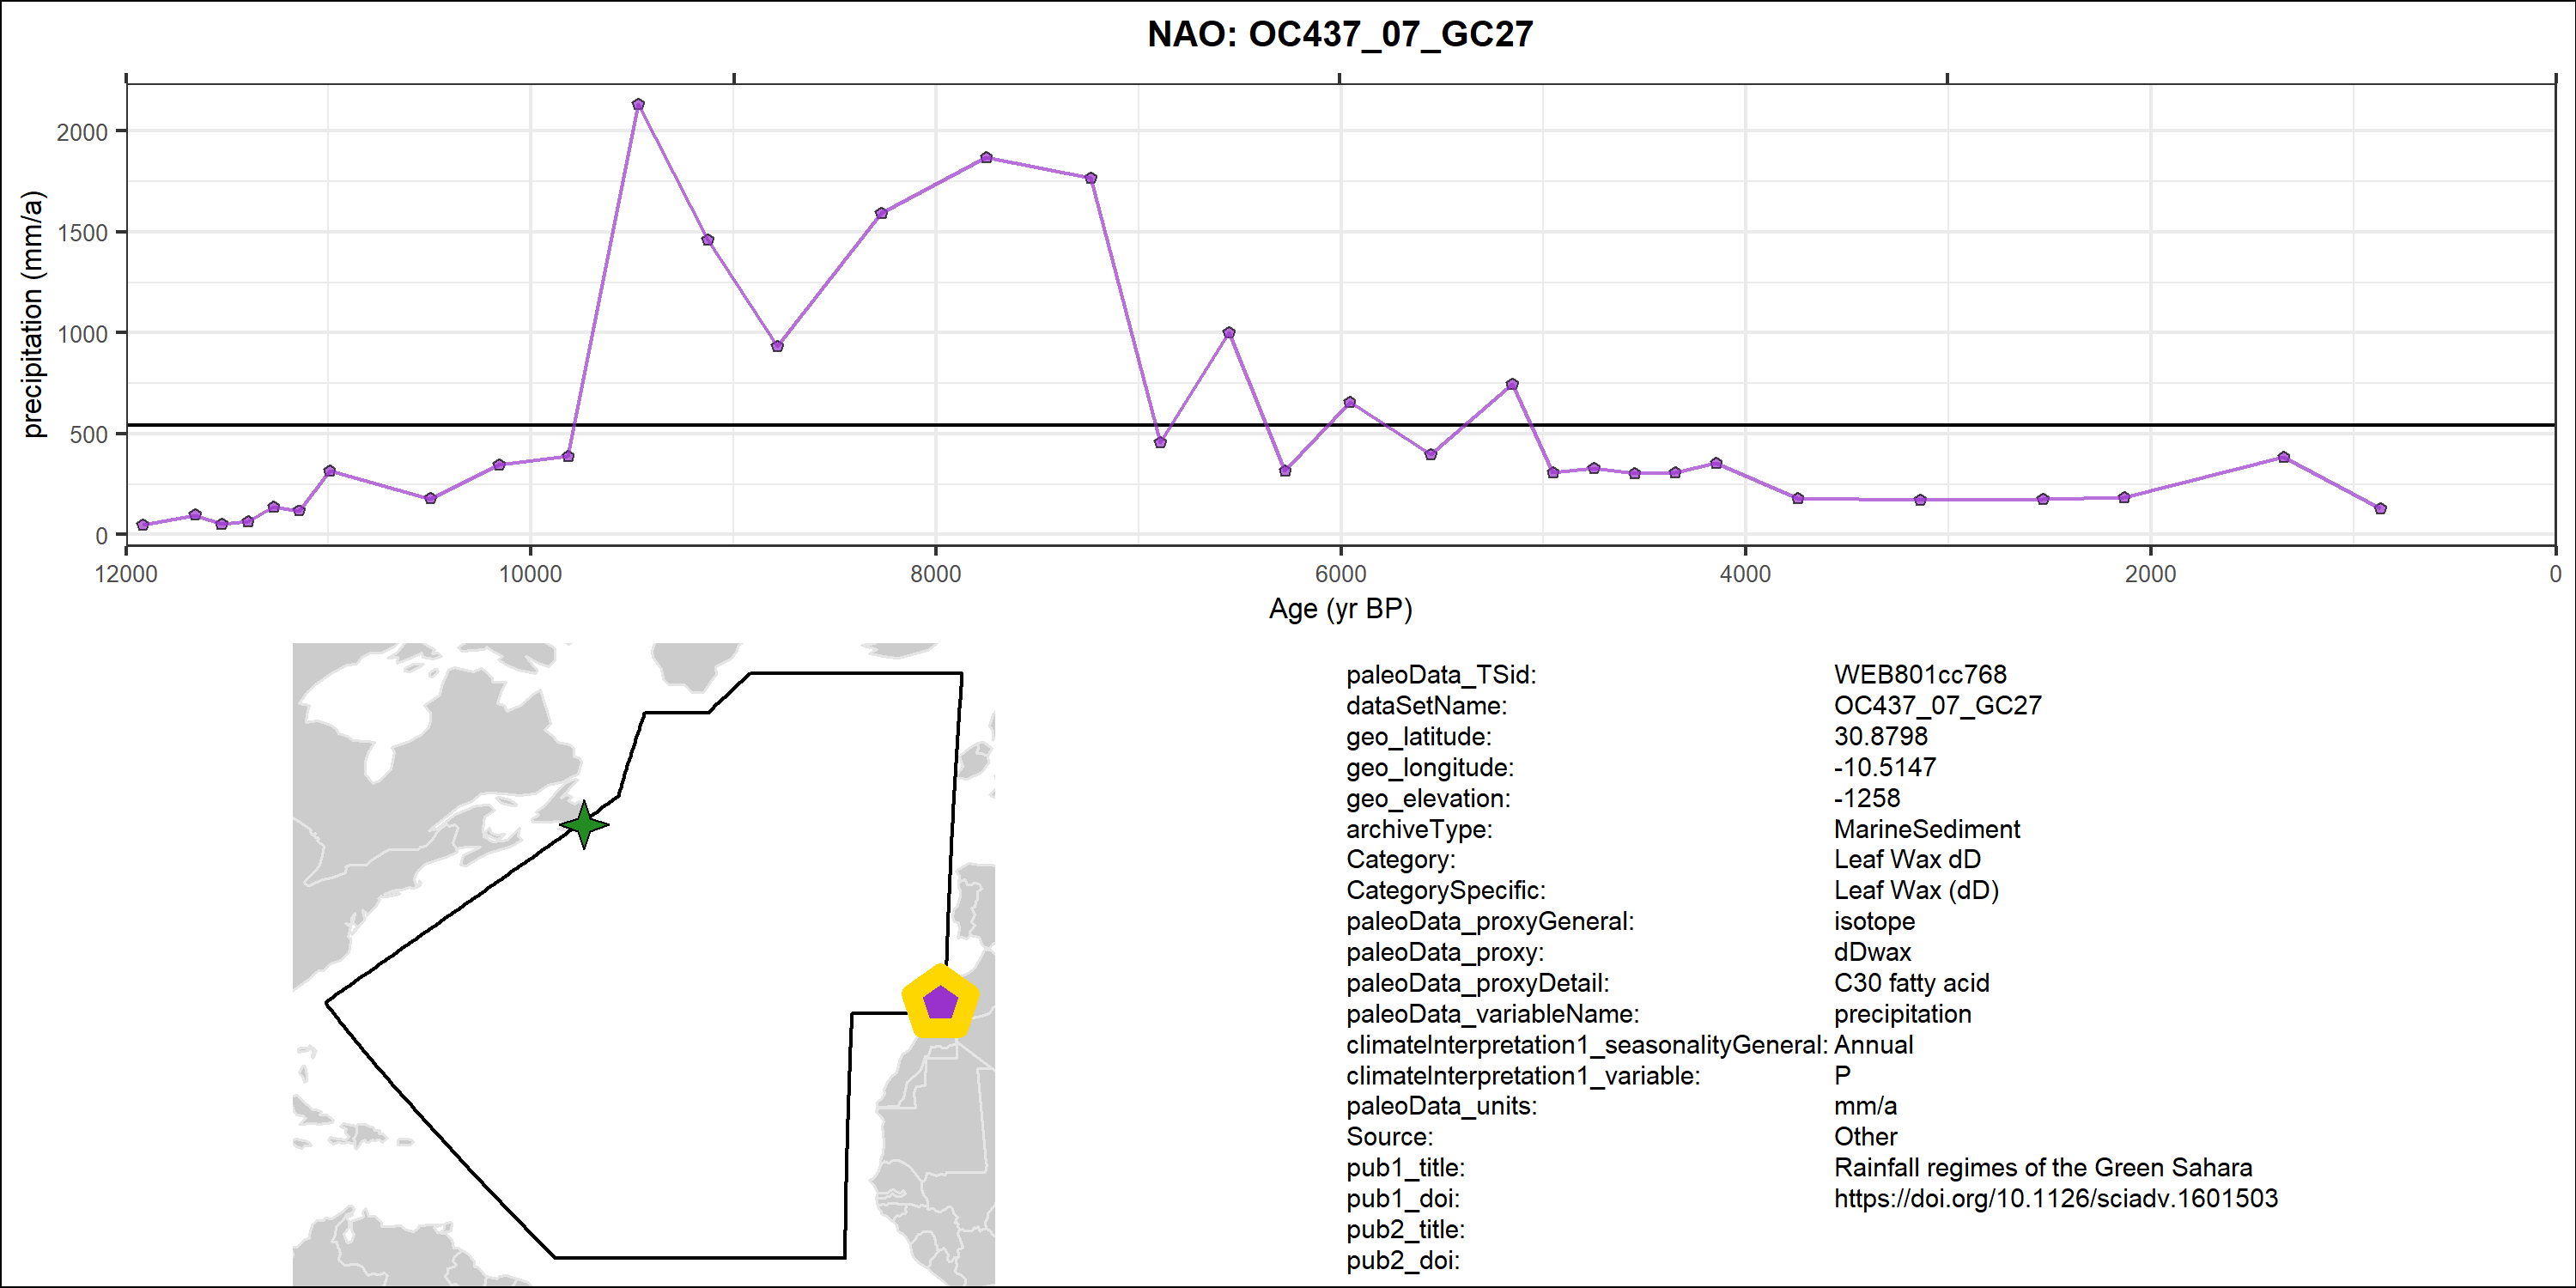 NAO: OC437_07_GC27
precipitation (mm/a)
2000
1500
1000
500
0
12000 10000 8000 6000 4000 2000 0
Age (yr BP)
paleoData_TSid: WEB801cc768
dataSetName: OC437_07_GC27
geo_latitude: 30.8798
geo_longitude: -10.5147
geo_elevation: -1258
archiveType: MarineSediment
Category: Leaf Wax dD
CategorySpecific: Leaf Wax (dD)
paleoData_proxyGeneral: isotope
paleoData_proxy: dDwax
paleoData_proxyDetail: C30 fatty acid
paleoData_variableName: precipitation
climateInterpretation1_seasonalityGeneral: Annual
climateInterpretation1_variable: P
paleoData_units: mm/a
Source: Other
pub1_title: Rainfall regimes of the Green Sahara
pub1_doi: https://doi.org/10.1126/sciadv.1601503
pub2_title:
pub2_doi: